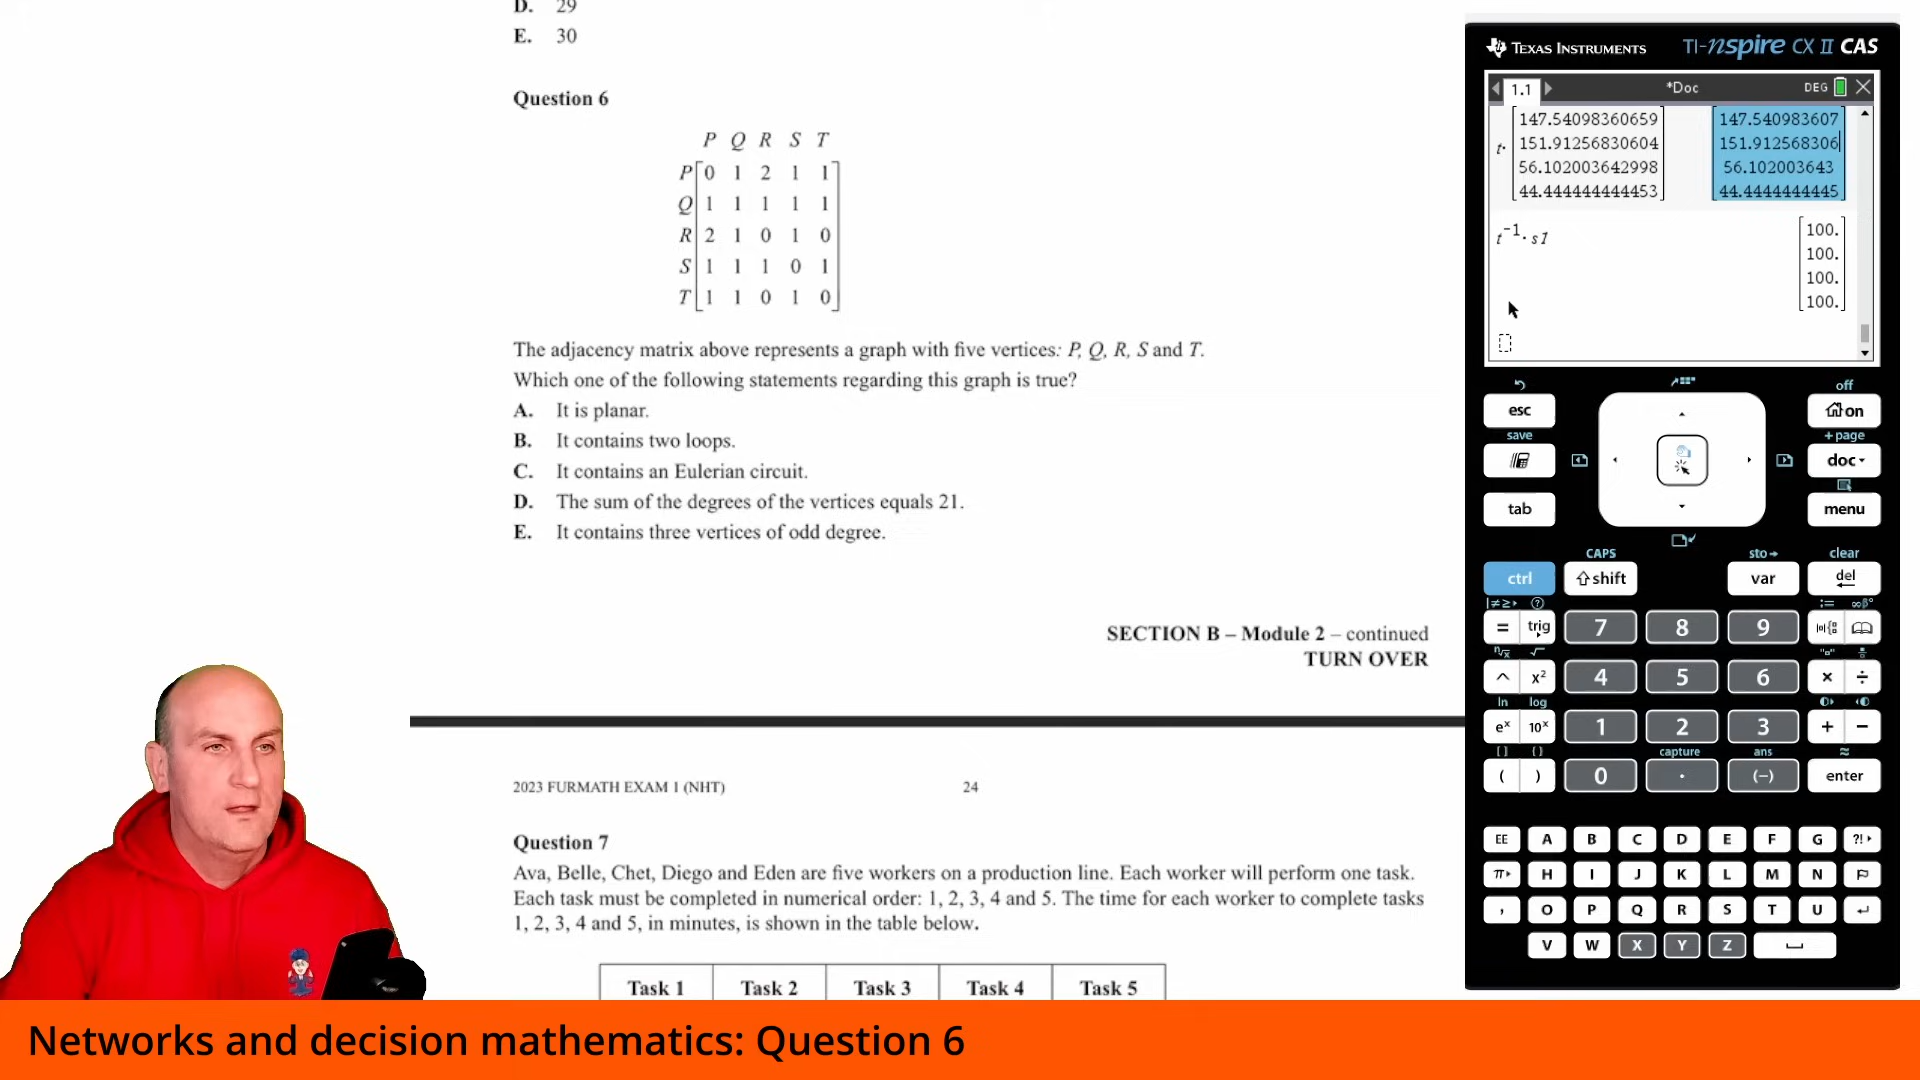 D. 29
E. 30
Question 6
P Q R S T
P 0 1 2 1 1
Q 1 1 1 1 1
R 2 1 0 1 0
S 1 1 1 0 1
T 1 1 0 1 0
The adjacency matrix above represents a graph with five vertices: P, Q, R, S and T.
Which one of the following statements regarding this graph is true?
A. It is planar.
B. It contains two loops.
C. It contains an Eulerian circuit.
D. The sum of the degrees of the vertices equals 21.
E. It contains three vertices of odd degree.
SECTION B – Module 2 – continued
TURN OVER
2023 FURMATH EXAM 1 (NHT) 24
Question 7
Ava, Belle, Chet, Diego and Eden are five workers on a production line. Each worker will perform one task.
Each task must be completed in numerical order: 1, 2, 3, 4 and 5. The time for each worker to complete tasks
1, 2, 3, 4 and 5, in minutes, is shown in the table below.
Task 1 Task 2 Task 3 Task 4 Task 5
Networks and decision mathematics: Question 6
TEXAS INSTRUMENTS TI-nspire CX II CAS
1.1 *Doc DEG
147.54098360659 147.540983607
t· 151.91256830604 151.912568306
56.102003642998 56.102003643
44.444444444453 44.4444444445
t⁻¹·s1 100.
100.
100.
100.
off
esc on
save +page
doc
tab menu
CAPS sto→ clear
ctrl shift var del
|≠≥▸ ? := ∞β°
= trig 7 8 9
ⁿ√x √
^ x² 4 5 6 × ÷
ln log
eˣ 10ˣ 1 2 3 + −
[ ] { } capture ans ≈
( ) 0 . (−) enter
EE A B C D E F G ?!▸
π▸ H I J K L M N
, O P Q R S T U ↵
V W X Y Z